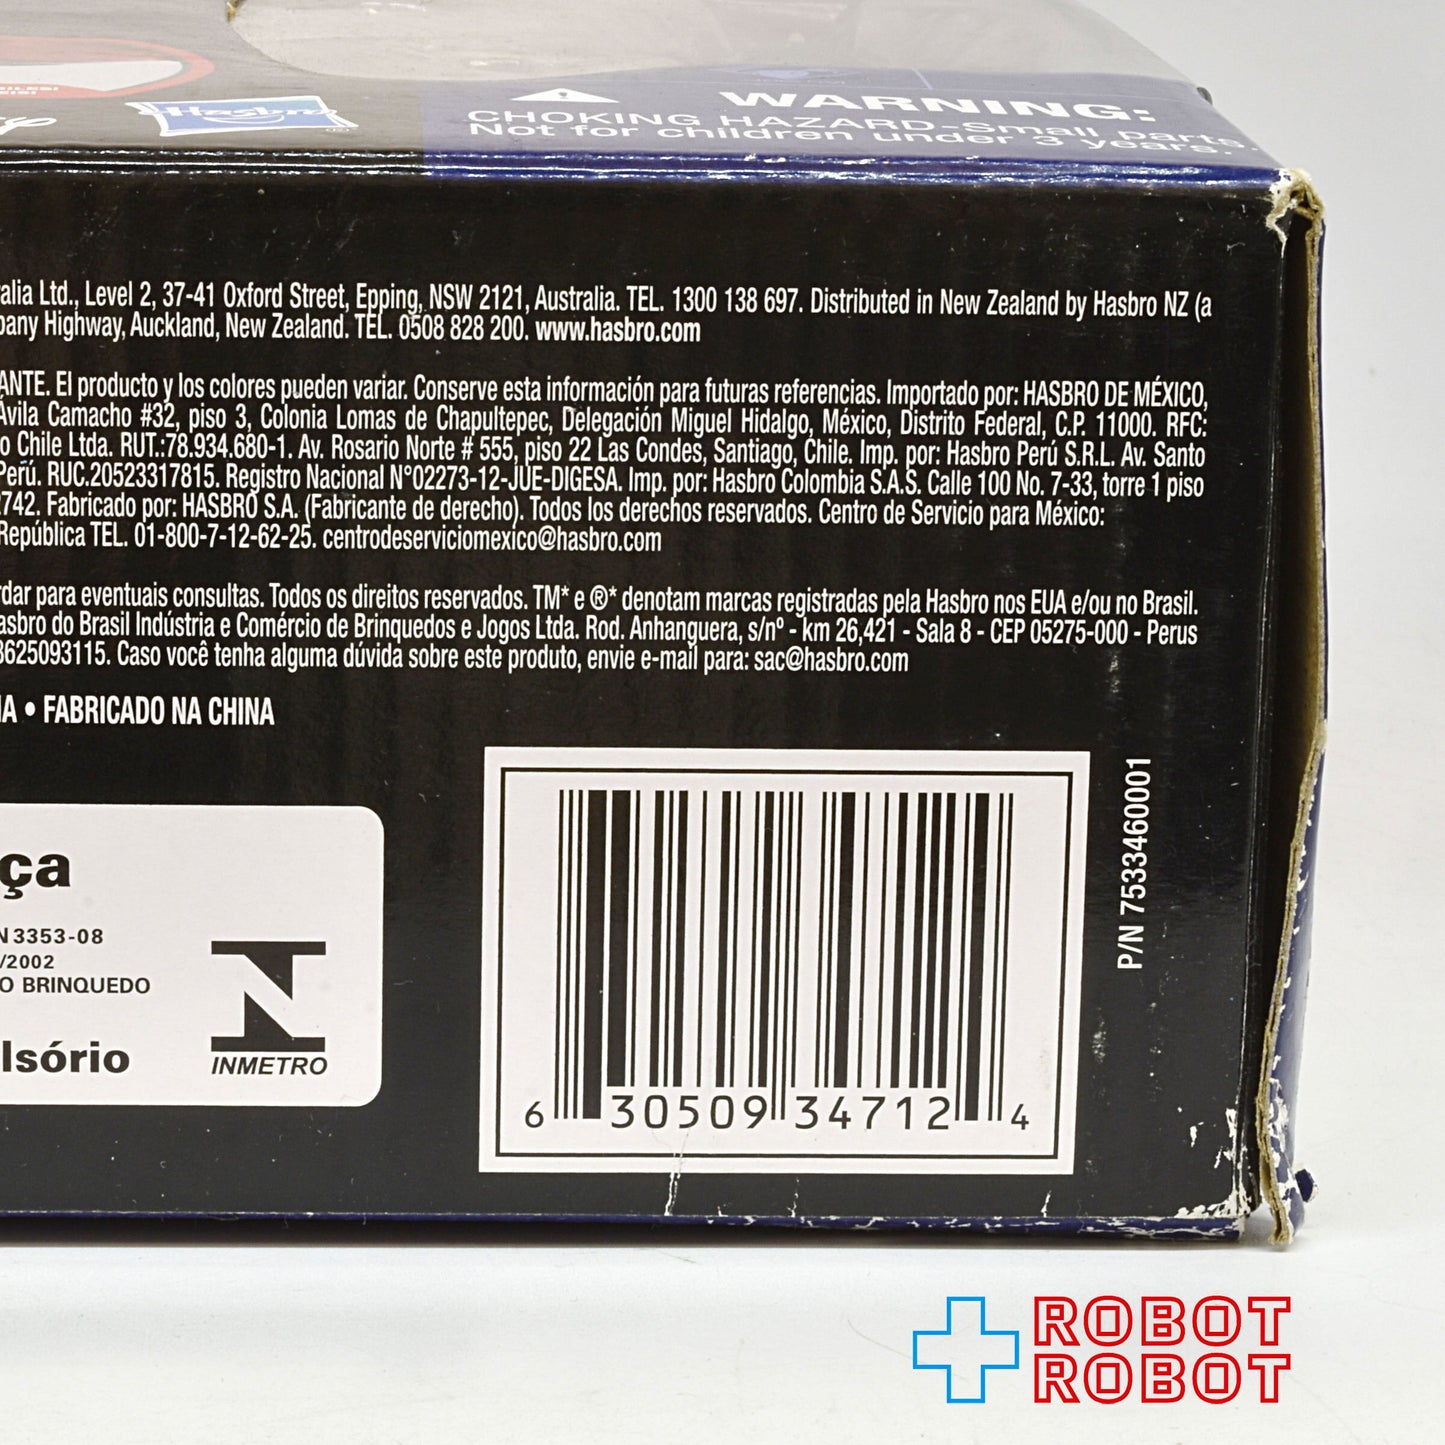 Hasbro ®
WARNING:
CHOKING HAZARD-Small parts.
Not for children under 3 years.
alia Ltd., Level 2, 37-41 Oxford Street, Epping, NSW 2121, Australia. TEL. 1300 138 697. Distributed in New Zealand by Hasbro NZ (a
pany Highway, Auckland, New Zealand. TEL. 0508 828 200. www.hasbro.com
ANTE. El producto y los colores pueden variar. Conserve esta información para futuras referencias. Importado por: HASBRO DE MÉXICO,
Ávila Camacho #32, piso 3, Colonia Lomas de Chapultepec, Delegación Miguel Hidalgo, México, Distrito Federal, C.P. 11000. RFC:
o Chile Ltda. RUT.:78.934.680-1. Av. Rosario Norte # 555, piso 22 Las Condes, Santiago, Chile. Imp. por: Hasbro Perú S.R.L. Av. Santo
Perú. RUC.20523317815. Registro Nacional N°02273-12-JUE-DIGESA. Imp. por: Hasbro Colombia S.A.S. Calle 100 No. 7-33, torre 1 piso
2742. Fabricado por: HASBRO S.A. (Fabricante de derecho). Todos los derechos reservados. Centro de Servicio para México:
República TEL. 01-800-7-12-62-25. centrodeserviciomexico@hasbro.com
rdar para eventuais consultas. Todos os direitos reservados. TM* e ®* denotam marcas registradas pela Hasbro nos EUA e/ou no Brasil.
asbro do Brasil Indústria e Comércio de Brinquedos e Jogos Ltda. Rod. Anhanguera, s/nº - km 26,421 - Sala 8 - CEP 05275-000 - Perus
3625093115. Caso você tenha alguma dúvida sobre este produto, envie e-mail para: sac@hasbro.com
IA • FABRICADO NA CHINA
ça
N 3353-08
/2002
O BRINQUEDO
lsório
INMETRO
6 30509 34712 4
P/N 7533460001
ROBOT
ROBOT